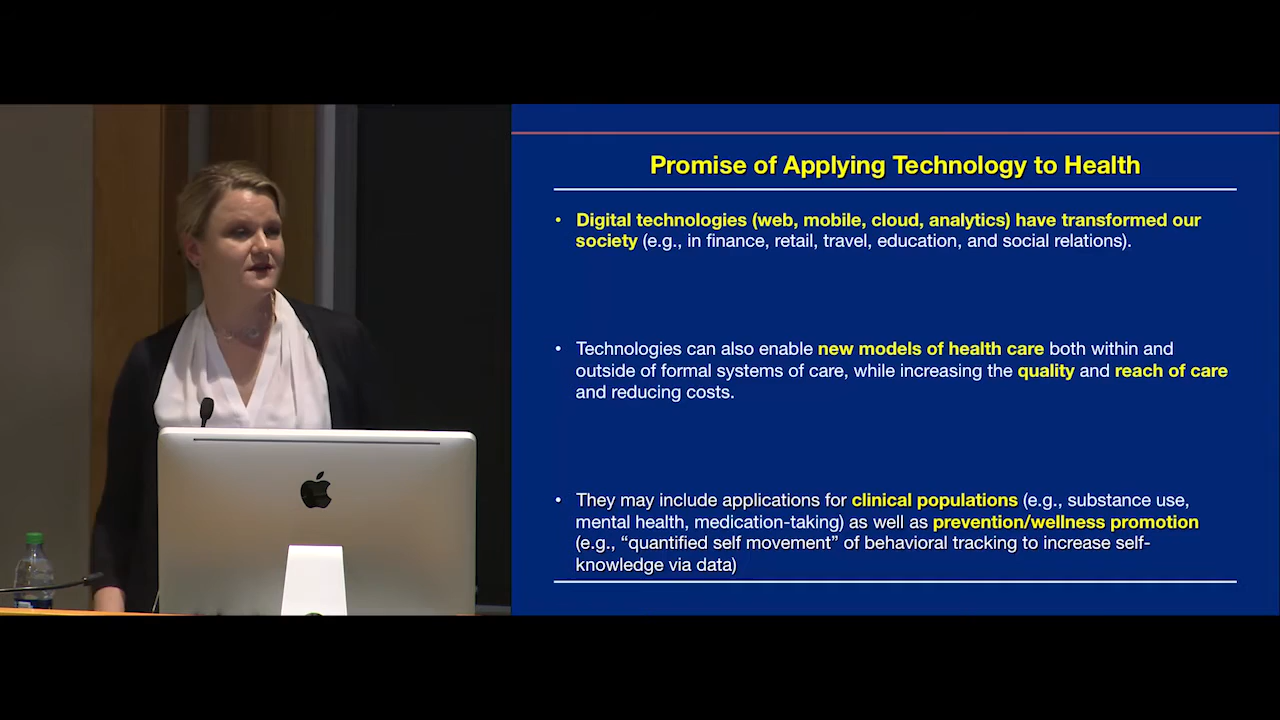 Promise of Applying Technology to Health
• Digital technologies (web, mobile, cloud, analytics) have transformed our
society (e.g., in finance, retail, travel, education, and social relations).
• Technologies can also enable new models of health care both within and
outside of formal systems of care, while increasing the quality and reach of care
and reducing costs.
• They may include applications for clinical populations (e.g., substance use,
mental health, medication-taking) as well as prevention/wellness promotion
(e.g., “quantified self movement” of behavioral tracking to increase self-
knowledge via data)